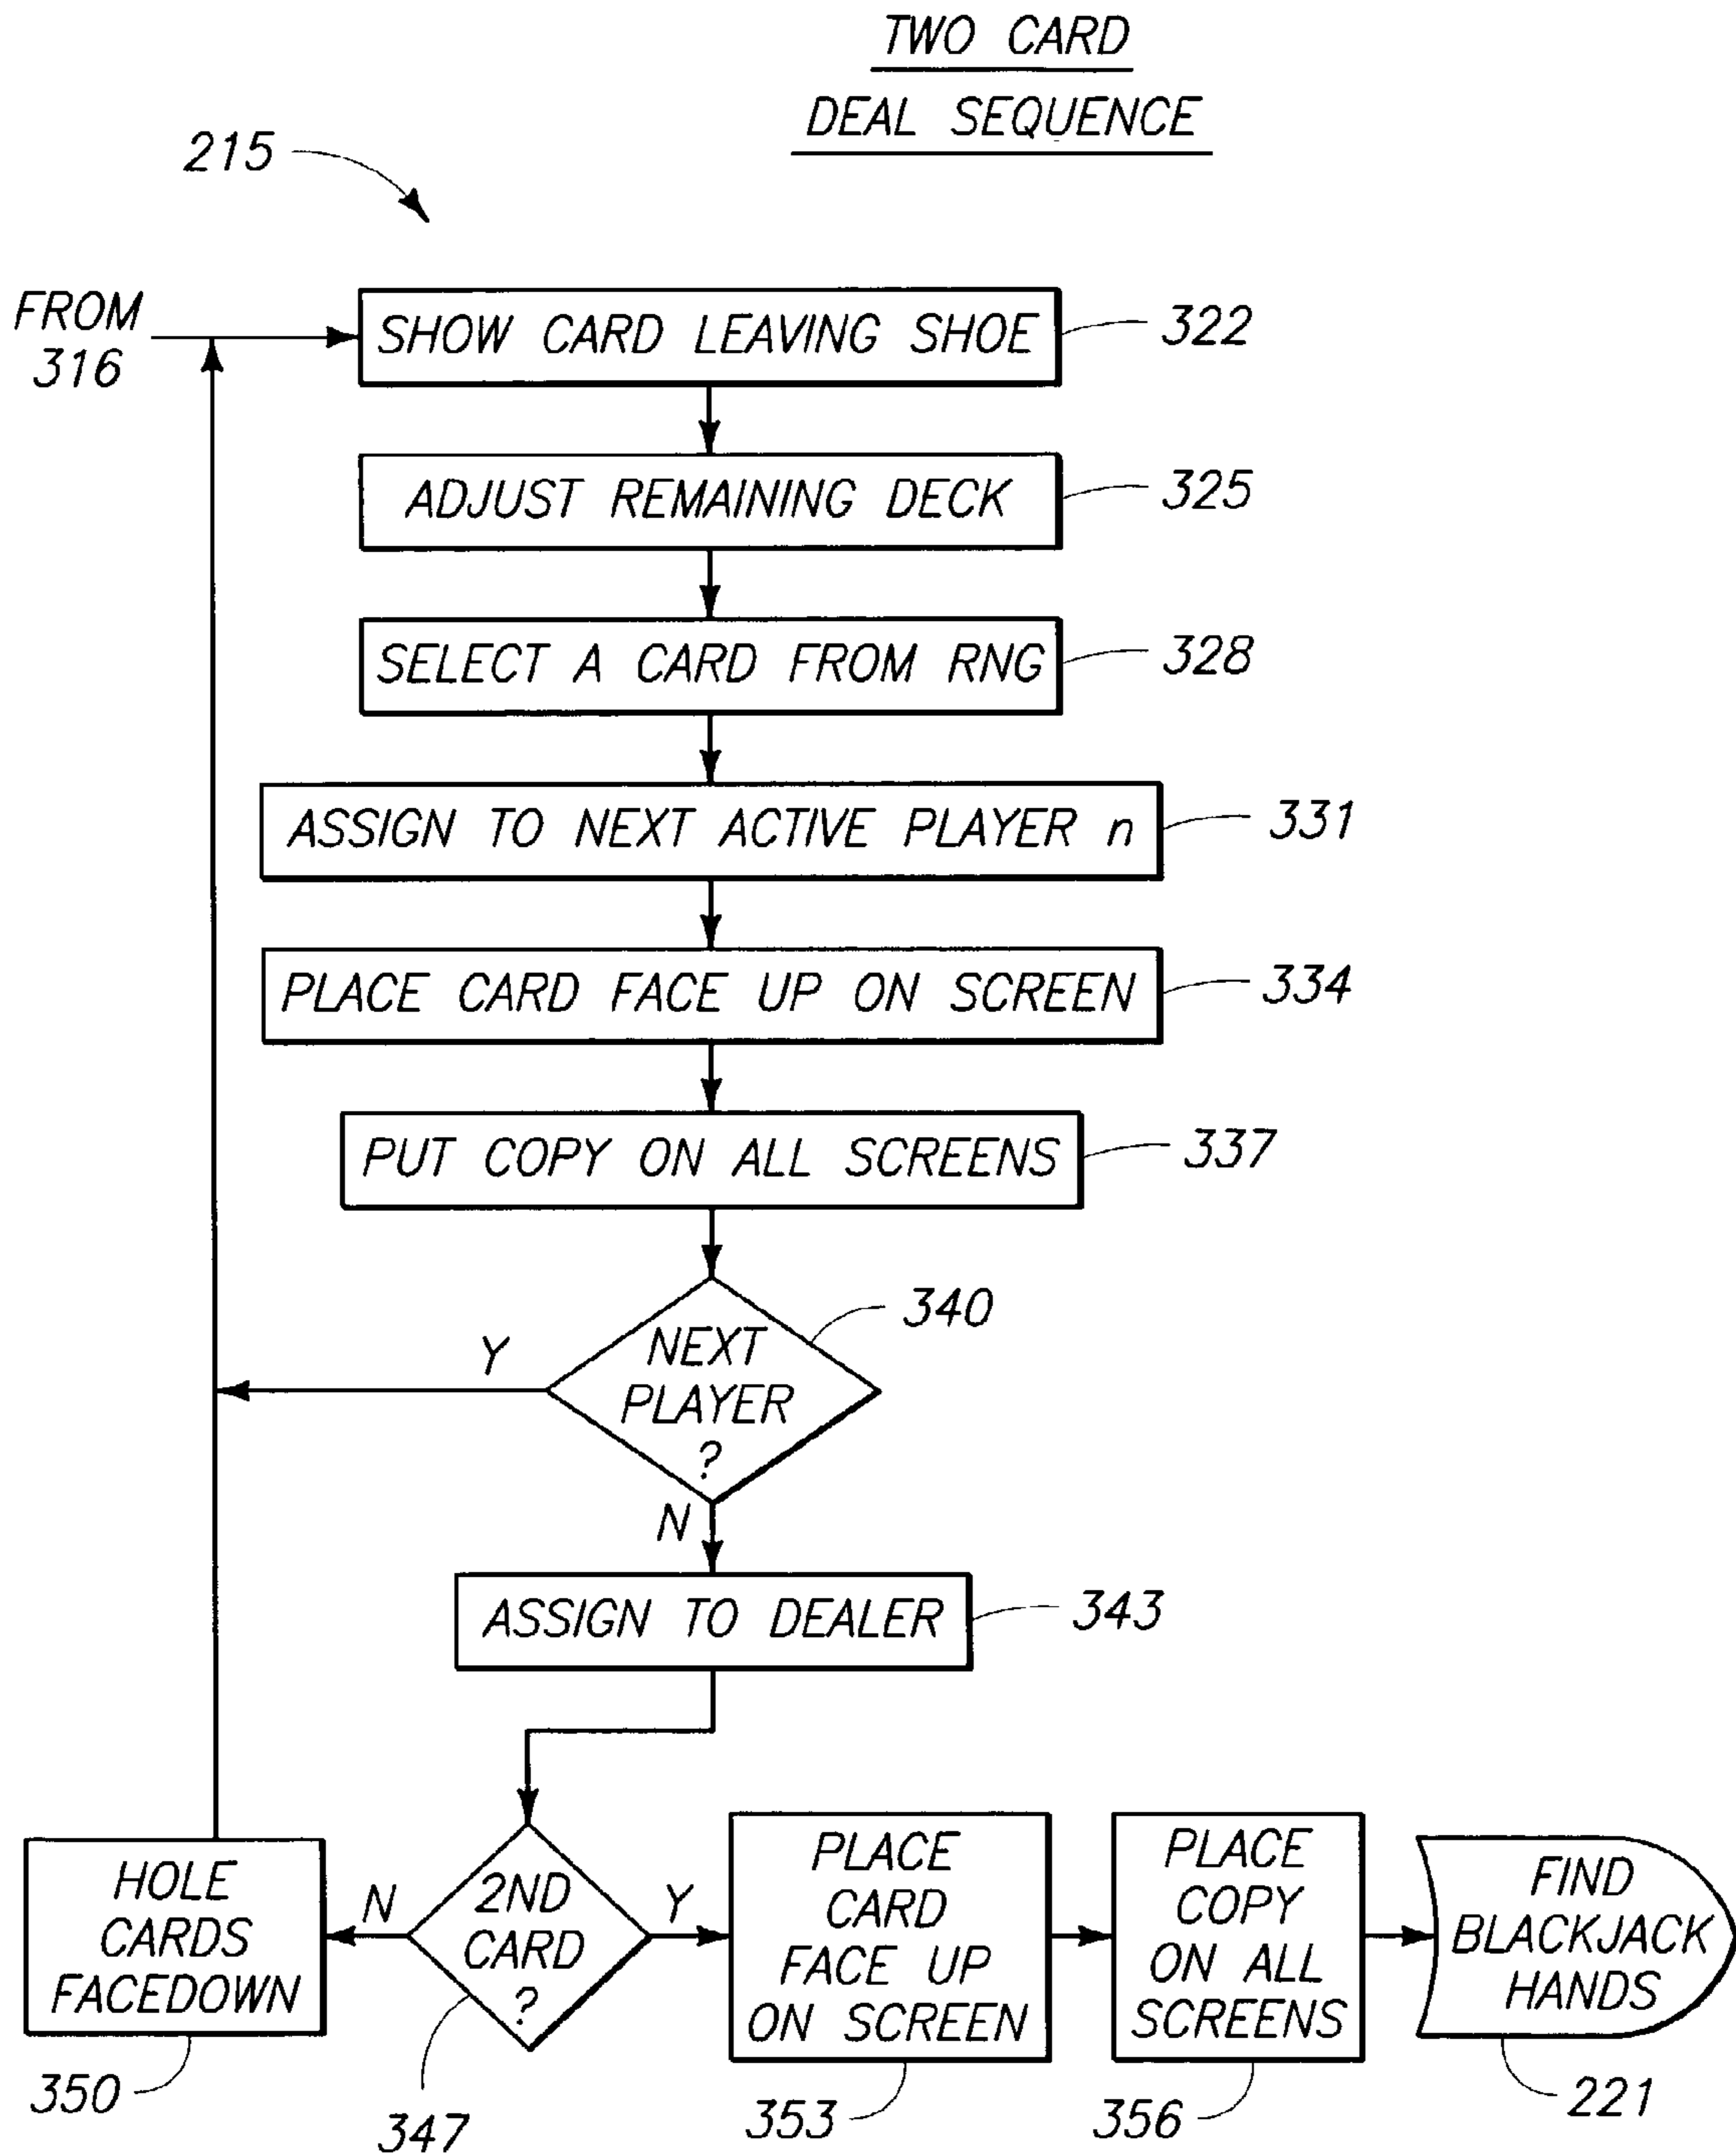 TWO CARD
DEAL SEQUENCE
215
FROM
316
SHOW CARD LEAVING SHOE
322
ADJUST REMAINING DECK
325
SELECT A CARD FROM RNG
328
ASSIGN TO NEXT ACTIVE PLAYER n
331
PLACE CARD FACE UP ON SCREEN
334
PUT COPY ON ALL SCREENS
337
340
NEXT
PLAYER
?
Y
N
ASSIGN TO DEALER
343
HOLE
CARDS
FACEDOWN
350
N
2ND
CARD
?
347
Y
PLACE
CARD
FACE UP
ON SCREEN
353
PLACE
COPY
ON ALL
SCREENS
356
FIND
BLACKJACK
HANDS
221